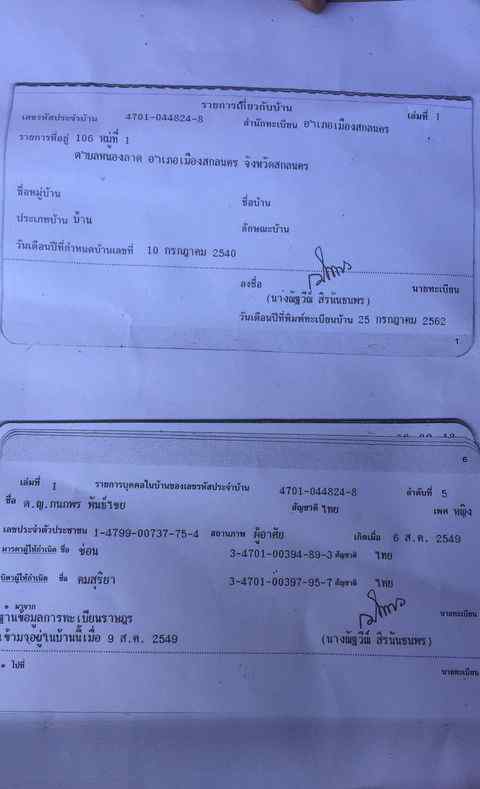 รายการเกี่ยวกับบ้าน เล่มที่ 1
เลขรหัสประจำบ้าน 4701-044824-8 สำนักทะเบียน อำเภอเมืองสกลนคร
รายการที่อยู่ 106 หมู่ที่ 1
ตำบลหนองลาด อำเภอเมืองสกลนคร จังหวัดสกลนคร
ชื่อหมู่บ้าน ชื่อบ้าน
ประเภทบ้าน บ้าน ลักษณะบ้าน
วันเดือนปีที่กำหนดบ้านเลขที่ 10 กรกฎาคม 2540
ลงชื่อ นายทะเบียน
(นางณัฐวีณ์ สิรนันธนพร)
วันเดือนปีที่พิมพ์ทะเบียนบ้าน 25 กรกฎาคม 2562
1
6
เล่มที่ 1 รายการบุคคลในบ้านของเลขรหัสประจำบ้าน 4701-044824-8 ลำดับที่ 5
ชื่อ ด.ญ.กนกพร พันธ์ไชย สัญชาติ ไทย เพศ หญิง
เลขประจำตัวประชาชน 1-4799-00737-75-4 สถานภาพ ผู้อาศัย เกิดเมื่อ 6 ส.ค. 2549
มารดาผู้ให้กำเนิด ชื่อ ซ่อน 3-4701-00394-89-3 สัญชาติ ไทย
บิดาผู้ให้กำเนิด ชื่อ คมสุริยา 3-4701-00397-95-7 สัญชาติ ไทย
* มาจาก
ฐานข้อมูลการทะเบียนราษฎร นายทะเบียน
เข้ามาอยู่ในบ้านนี้เมื่อ 9 ส.ค. 2549 (นางณัฐวีณ์ สิรนันธนพร)
* ไปที่ นายทะเบียน